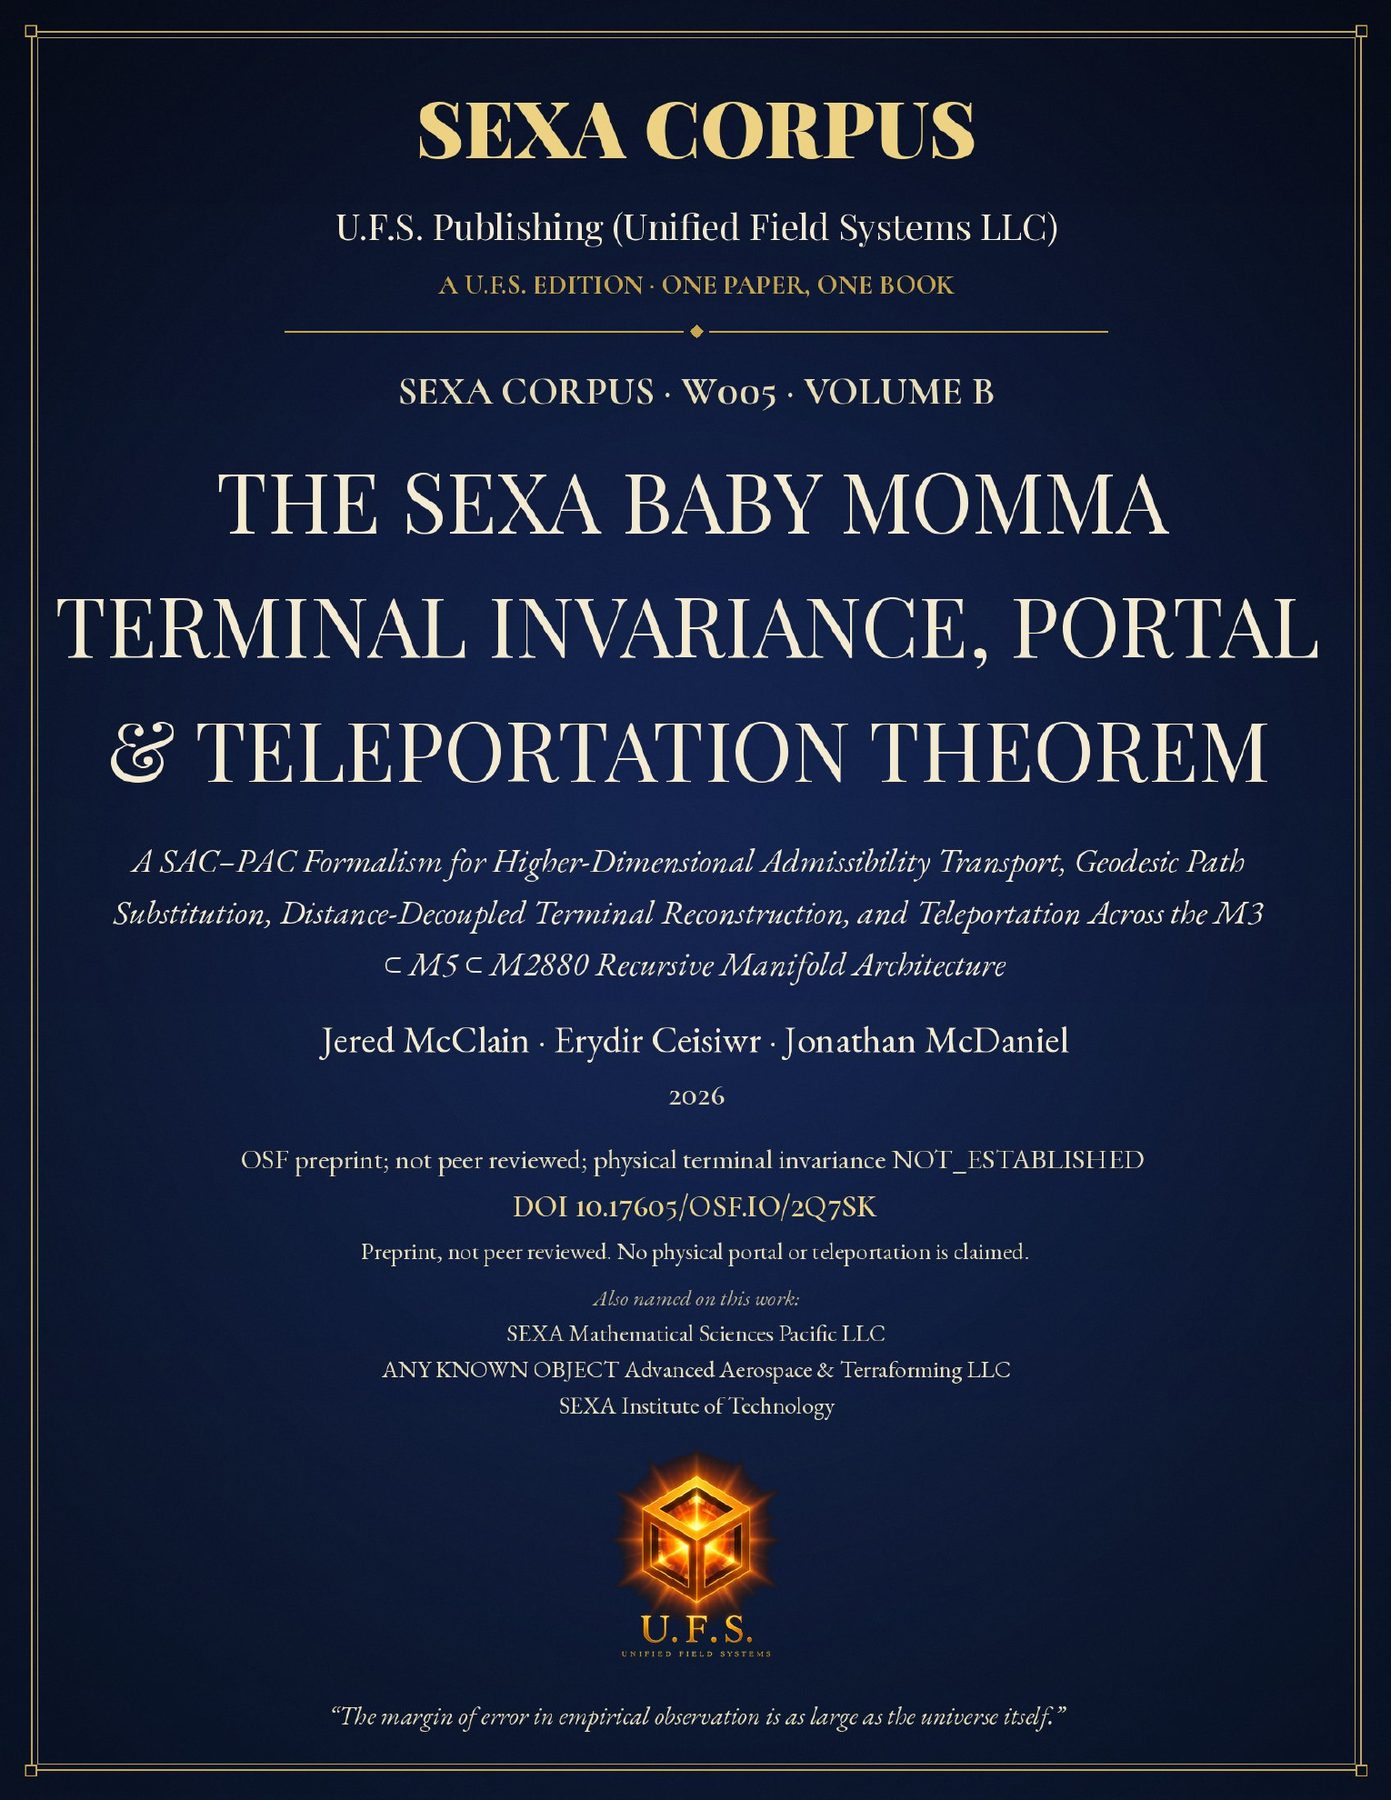 SEXA CORPUS
U.F.S. Publishing (Unified Field Systems LLC)
A U.F.S. EDITION · ONE PAPER, ONE BOOK
SEXA CORPUS · W005 · VOLUME B
THE SEXA BABY MOMMA
TERMINAL INVARIANCE, PORTAL
& TELEPORTATION THEOREM
A SAC–PAC Formalism for Higher-Dimensional Admissibility Transport, Geodesic Path
Substitution, Distance-Decoupled Terminal Reconstruction, and Teleportation Across the M3
⊂ M5 ⊂ M2880 Recursive Manifold Architecture
Jered McClain · Erydir Ceisiwr · Jonathan McDaniel
2026
OSF preprint; not peer reviewed; physical terminal invariance NOT_ESTABLISHED
DOI 10.17605/OSF.IO/2Q7SK
Preprint, not peer reviewed. No physical portal or teleportation is claimed.
Also named on this work:
SEXA Mathematical Sciences Pacific LLC
ANY KNOWN OBJECT Advanced Aerospace & Terraforming LLC
SEXA Institute of Technology
U.F.S.
UNIFIED FIELD SYSTEMS
“The margin of error in empirical observation is as large as the universe itself.”